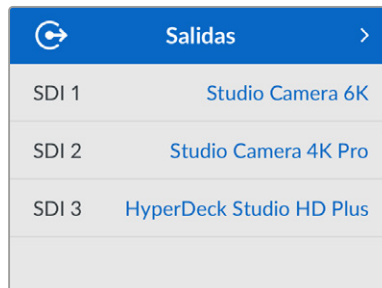 Salidas
SDI 1 Studio Camera 6K
SDI 2 Studio Camera 4K Pro
SDI 3 HyperDeck Studio HD Plus